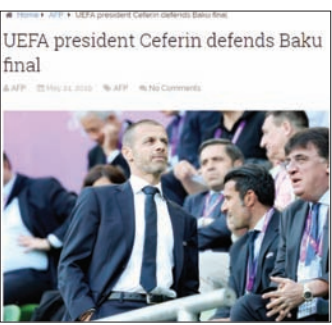 Home AFP UEFA president Ceferin defends Baku final
UEFA president Ceferin defends Baku
final
AFP May 21, 2019 AFP No Comments